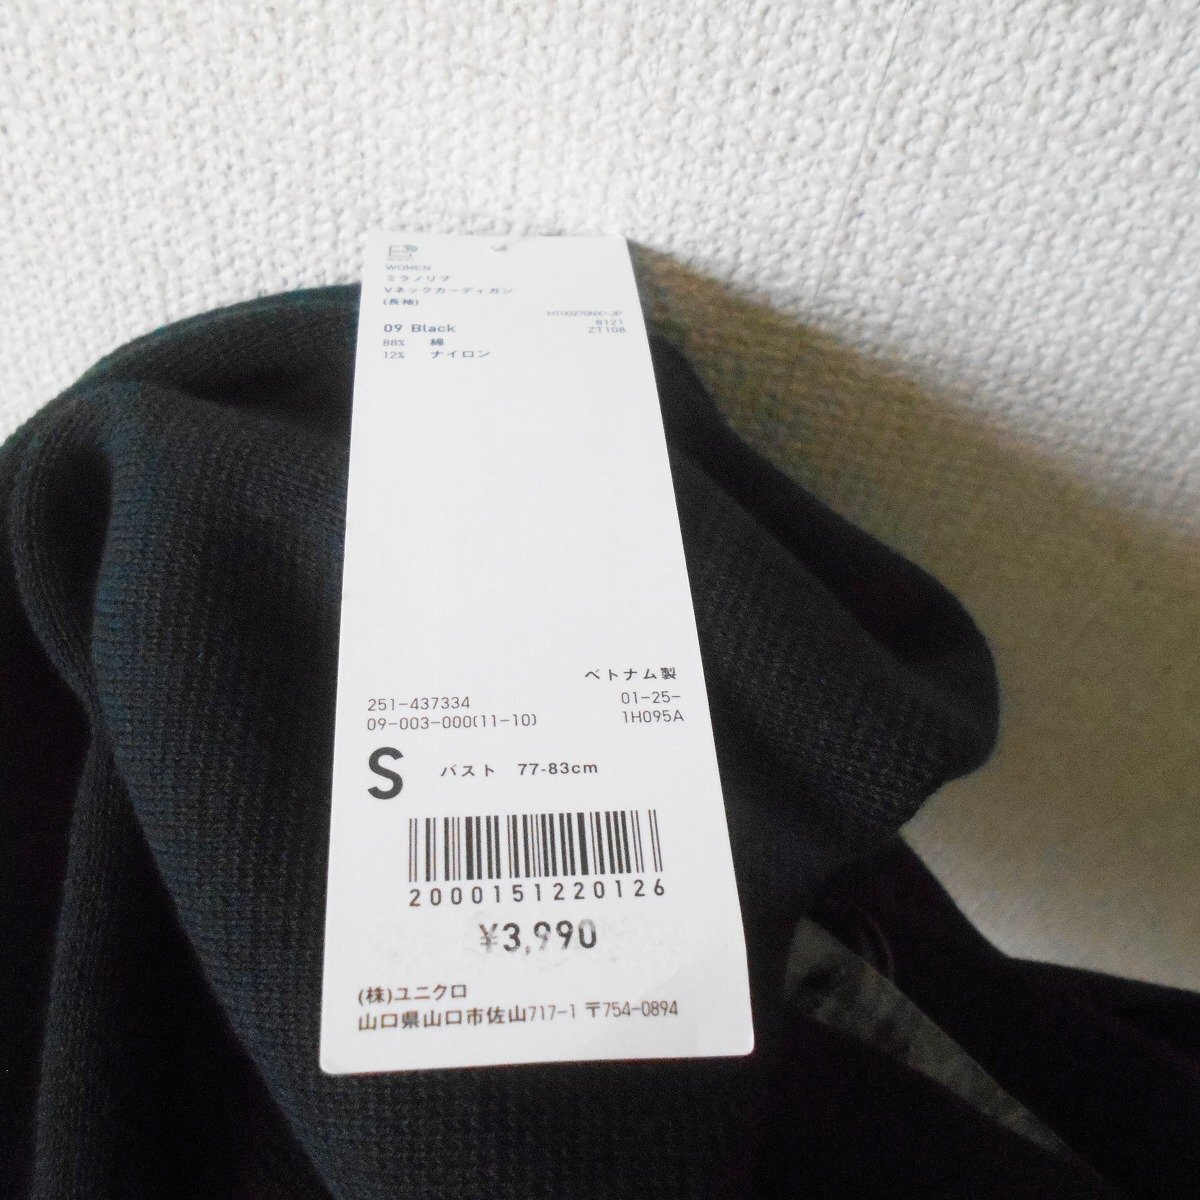 WOMEN
ミラノリブ
Vネックカーディガン
(長袖)
HT00270NX-JP
09 Black 8121
ZT108
88% 綿
12% ナイロン
ベトナム製
251-437334 01-25-
09-003-000(11-10) 1H095A
S バスト 77-83cm
2000151220126
¥3,990
(株)ユニクロ
山口県山口市佐山717-1 〒754-0894